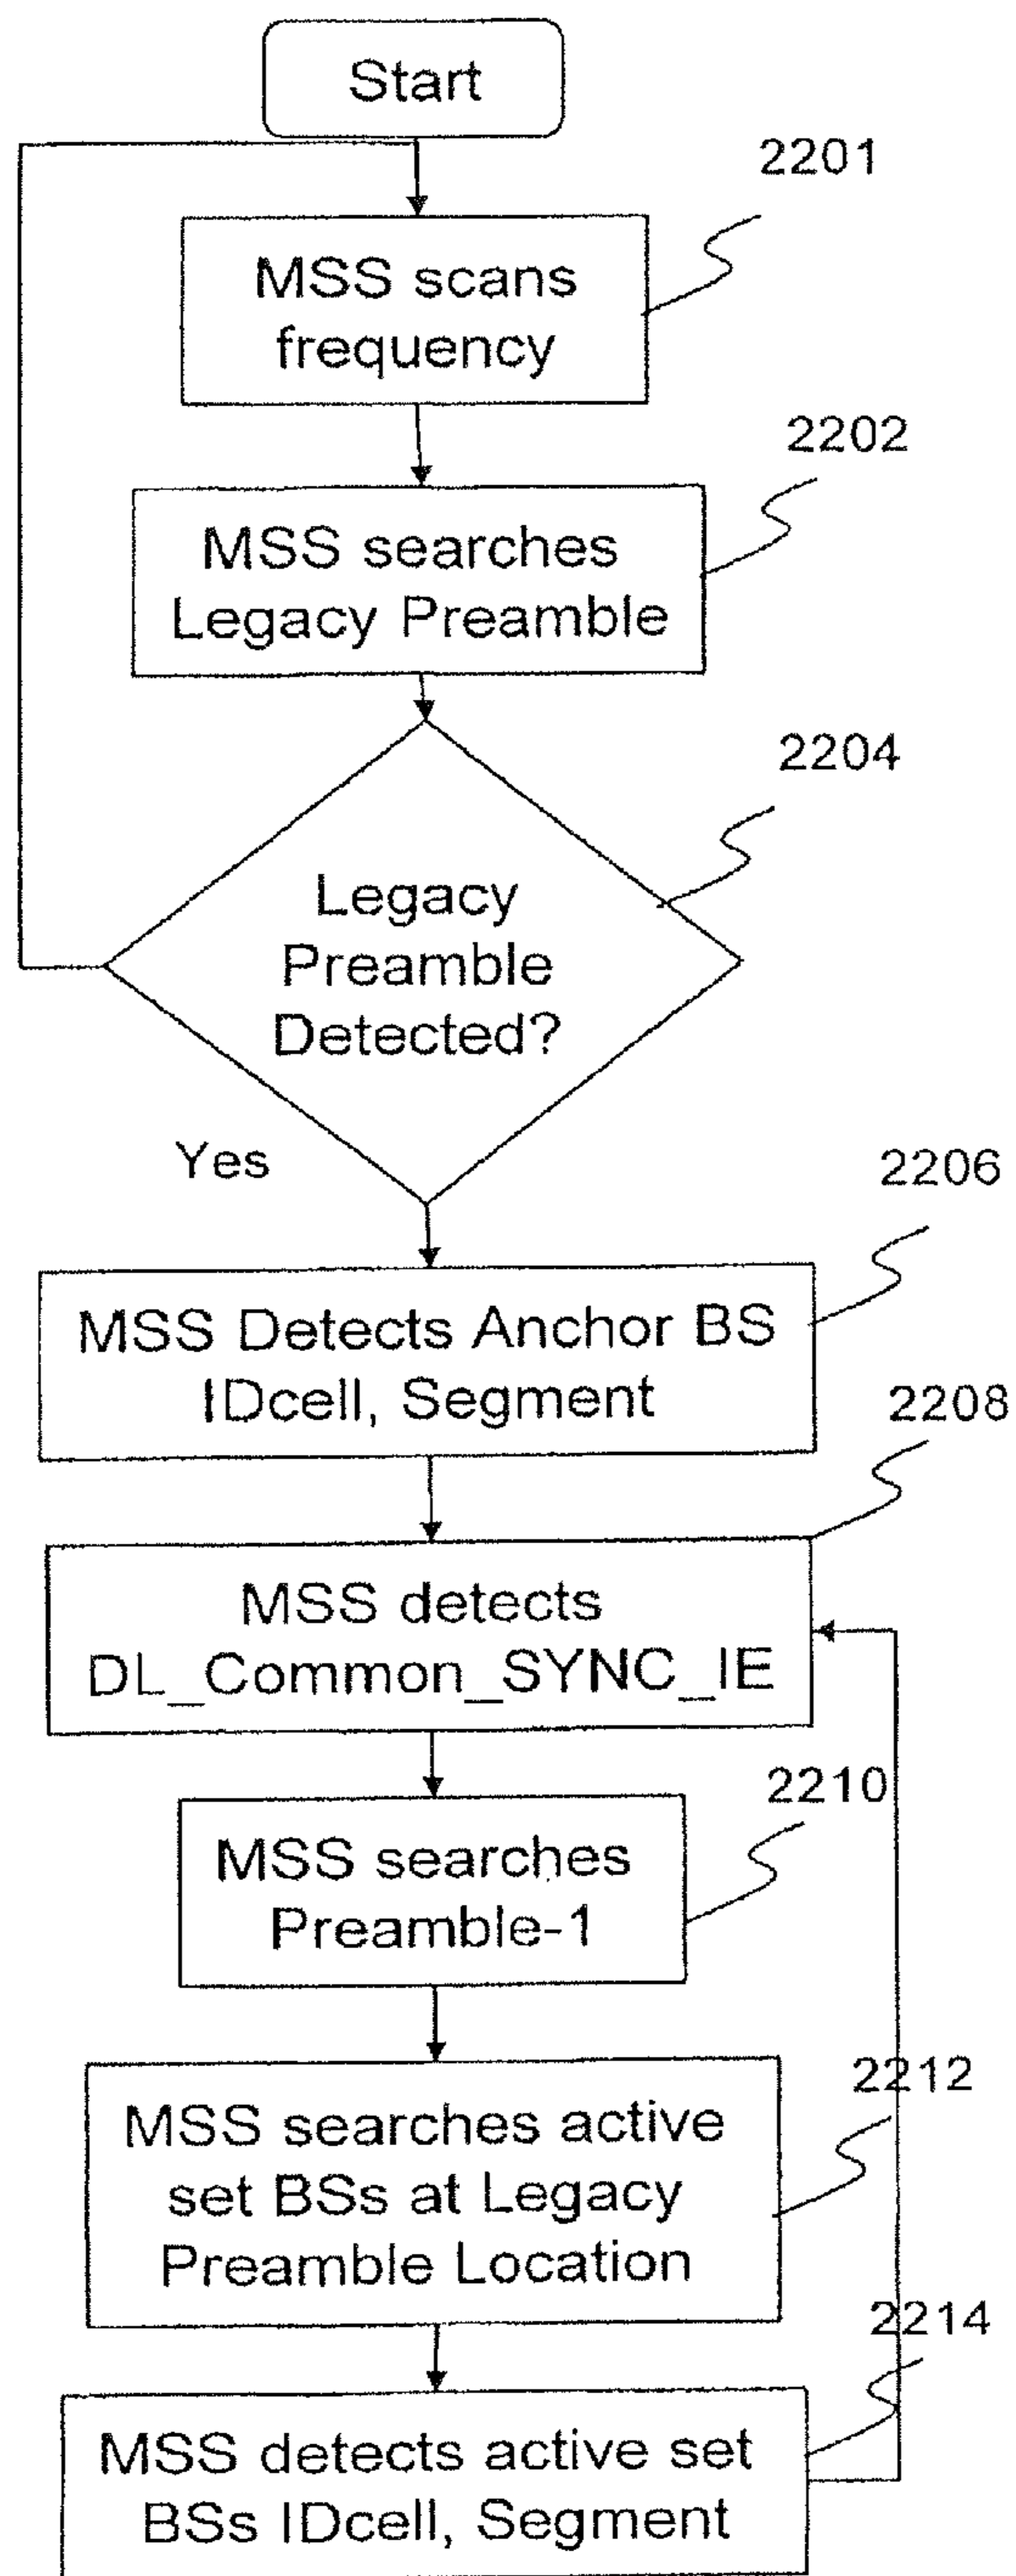 Start
2201
MSS scans
frequency
2202
MSS searches
Legacy Preamble
2204
Legacy
Preamble
Detected?
Yes
2206
MSS Detects Anchor BS
IDcell, Segment
2208
MSS detects
DL_Common_SYNC_IE
2210
MSS searches
Preamble-1
2212
MSS searches active
set BSs at Legacy
Preamble Location
2214
MSS detects active set
BSs IDcell, Segment